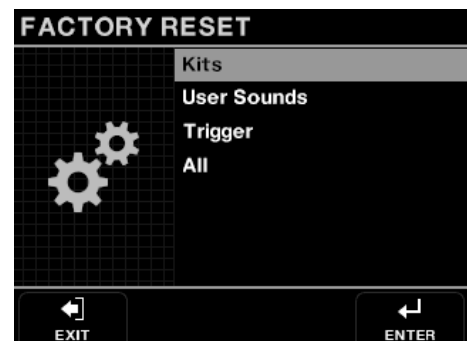 FACTORY RESET
Kits
User Sounds
Trigger
All
EXIT
ENTER